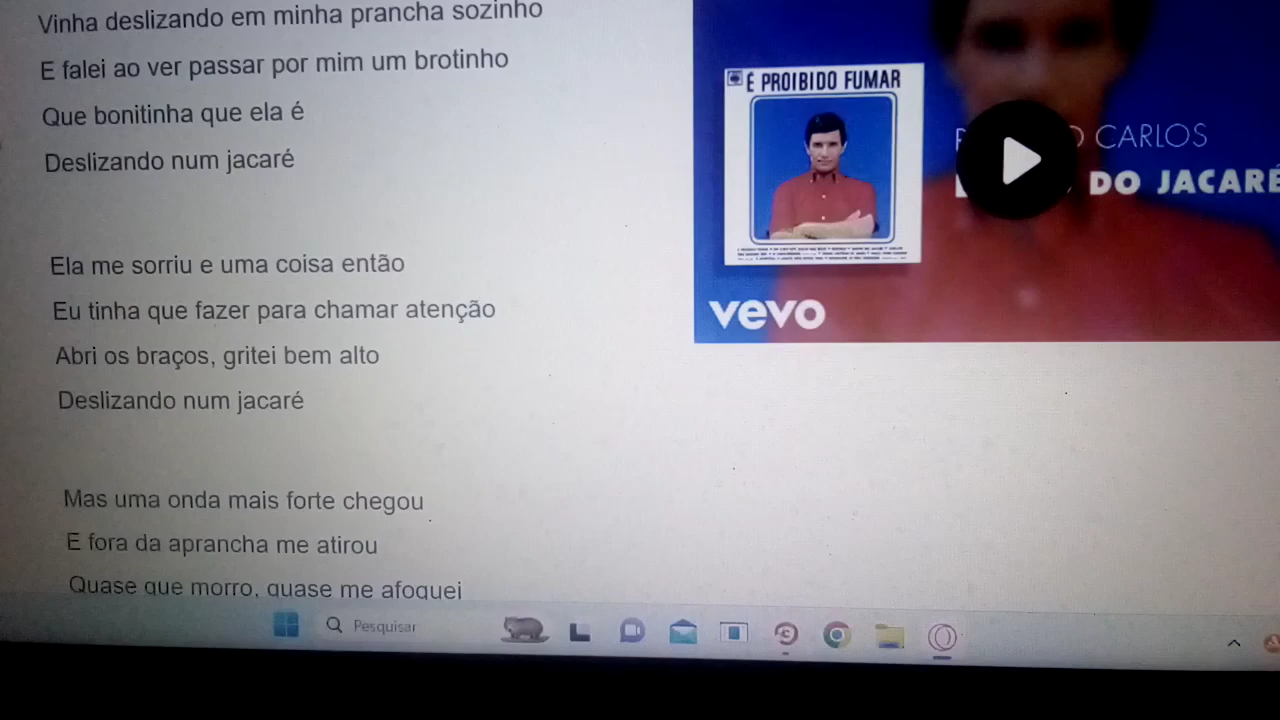 Vinha deslizando em minha prancha sozinho
E falei ao ver passar por mim um brotinho
Que bonitinha que ela é
Deslizando num jacaré
Ela me sorriu e uma coisa então
Eu tinha que fazer para chamar atenção
Abri os braços, gritei bem alto
Deslizando num jacaré
Mas uma onda mais forte chegou
E fora da aprancha me atirou
Quase que morro, quase me afoguei
É PROIBIDO FUMAR
CARLOS
DO JACARÉ
vevo
Pesquisar